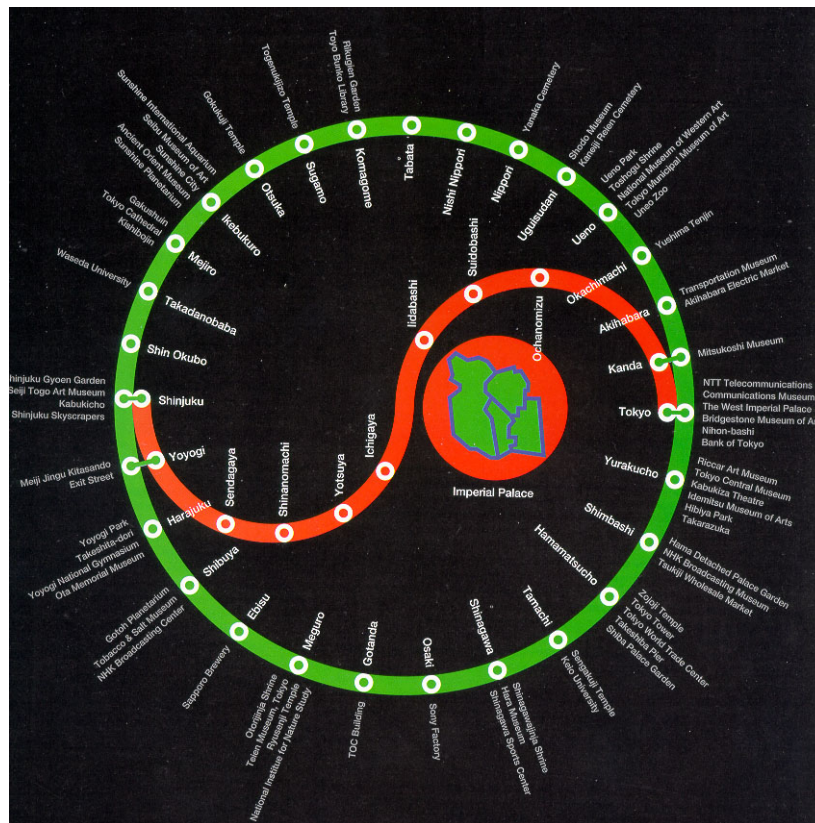 Tabata
Nishi Nippori
Nippori
Yanaka Cemetery
Uguisudani
Shodo Museum
Kaneiji Reien Cemetery
Ueno
Ueno Park
Toshogu Shrine
National Museum of Western Art
Tokyo Municipal Museum of Art
Uneo Zoo
Okachimachi
Yushima Tenjin
Akihabara
Transportation Museum
Akihabara Electric Market
Kanda
Mitsukoshi Museum
Tokyo
NTT Telecommunications
Communications Museum
The West Imperial Palace
Bridgestone Museum of Ar
Nihon-bashi
Bank of Tokyo
Yurakucho
Riccar Art Museum
Tokyo Central Museum
Kabukiza Theatre
Idemitsu Museum of Arts
Hibiya Park
Takarazuka
Shimbashi
Hama Detached Palace Garden
NHK Broadcasting Museum
Tsukiji Wholesale Market
Hamamatsucho
Zojoji Temple
Tokyo Tower
Tokyo World Trade Center
Takeshiba Pier
Shiba Palace Garden
Tamachi
Sengakuji Temple
Keio University
Shinagawa
Shinagawajinja Shrine
Hara Museum
Shinagawa Sports Center
Osaki
Sony Factory
Gotanda
TOC Building
Meguro
Otorijinja Shrine
Teien Museum, Tokyo
Ryusenji Temple
National Institue for Nature Study
Ebisu
Sapporo Brewery
Shibuya
Gotoh Planetarium
Tobacco & Salt Museum
NHK Broadcasting Center
Harajuku
Yoyogi Park
Takeshita-dori
Yoyogi National Gymnasium
Ota Memorial Museum
Yoyogi
Meiji Jingu Kitasando
Exit Street
Shinjuku
Shinjuku Gyoen Garden
Seiji Togo Art Museum
Kabukicho
Shinjuku Skyscrapers
Shin Okubo
Takadanobaba
Waseda University
Mejiro
Gakushuin
Tokyo Cathedral
Kishibojin
Ikebukuro
Sunshine International Aquarium
Seibu Museum of Art
Sunshine City
Ancient Orient Museum
Sunshine Planetarium
Otsuka
Gokukuji Temple
Sugamo
Togenukijizo Temple
Komagome
Rikugien Garden
Toyo Bunko Library
Sendagaya
Shinanomachi
Yotsuya
Ichigaya
Iidabashi
Suidobashi
Ochanomizu
Imperial Palace